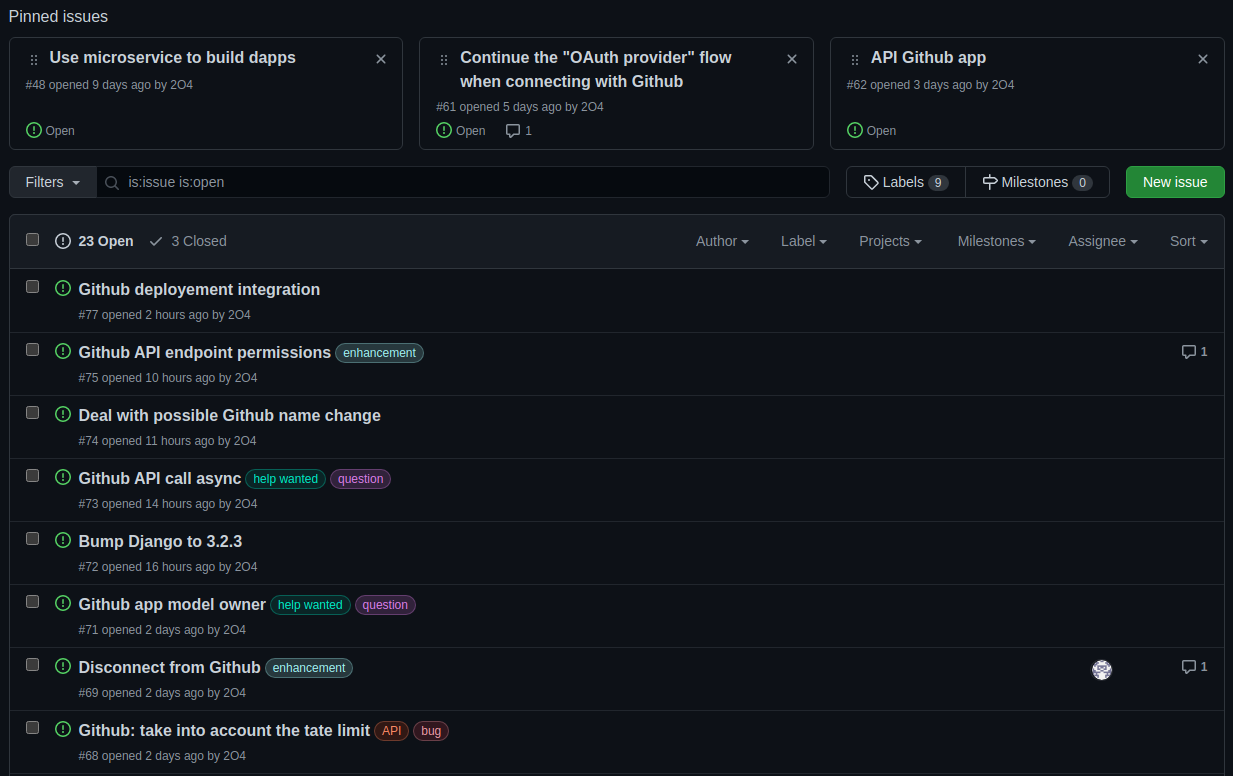 Pinned issues
Use microservice to build dapps
#48 opened 9 days ago by 2O4
Open
Continue the "OAuth provider" flow
when connecting with Github
#61 opened 5 days ago by 2O4
Open 1
API Github app
#62 opened 3 days ago by 2O4
Open
Filters is:issue is:open Labels 9 Milestones 0 New issue
23 Open 3 Closed Author Label Projects Milestones Assignee Sort
Github deployement integration
#77 opened 2 hours ago by 2O4
Github API endpoint permissions enhancement 1
#75 opened 10 hours ago by 2O4
Deal with possible Github name change
#74 opened 11 hours ago by 2O4
Github API call async help wanted question
#73 opened 14 hours ago by 2O4
Bump Django to 3.2.3
#72 opened 16 hours ago by 2O4
Github app model owner help wanted question
#71 opened 2 days ago by 2O4
Disconnect from Github enhancement 1
#69 opened 2 days ago by 2O4
Github: take into account the tate limit API bug
#68 opened 2 days ago by 2O4